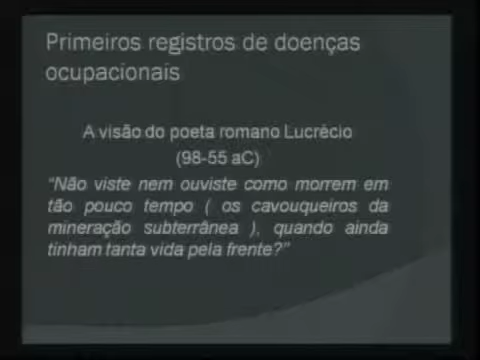 Primeiros registros de doenças
ocupacionais
A visão do poeta romano Lucrécio
(98-55 aC)
“Não viste nem ouviste como morrem em
tão pouco tempo ( os cavouqueiros da
mineração subterrânea ), quando ainda
tinham tanta vida pela frente?”